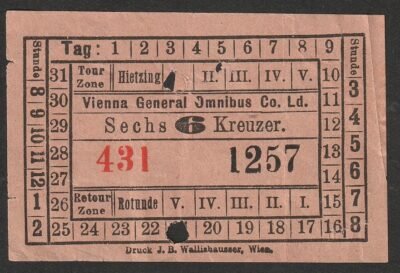 Tag: 1 2 3 4 5 6 7 8 9
Stunde 8 9 10 11 12 1 2
31 Tour Zone Hietzing II. III. IV. V. 10
30 Vienna General Omnibus Co. Ld. 11
29 Sechs 6 Kreuzer. 12
28 431 1257 13
27 14
26 Retour Zone Rotunde V. IV. III. II. I. 15
25 24 23 22 20 19 18 17 16
Stunde 3 4 5 6 7 8
Druck J. B. Wallishausser, Wien.